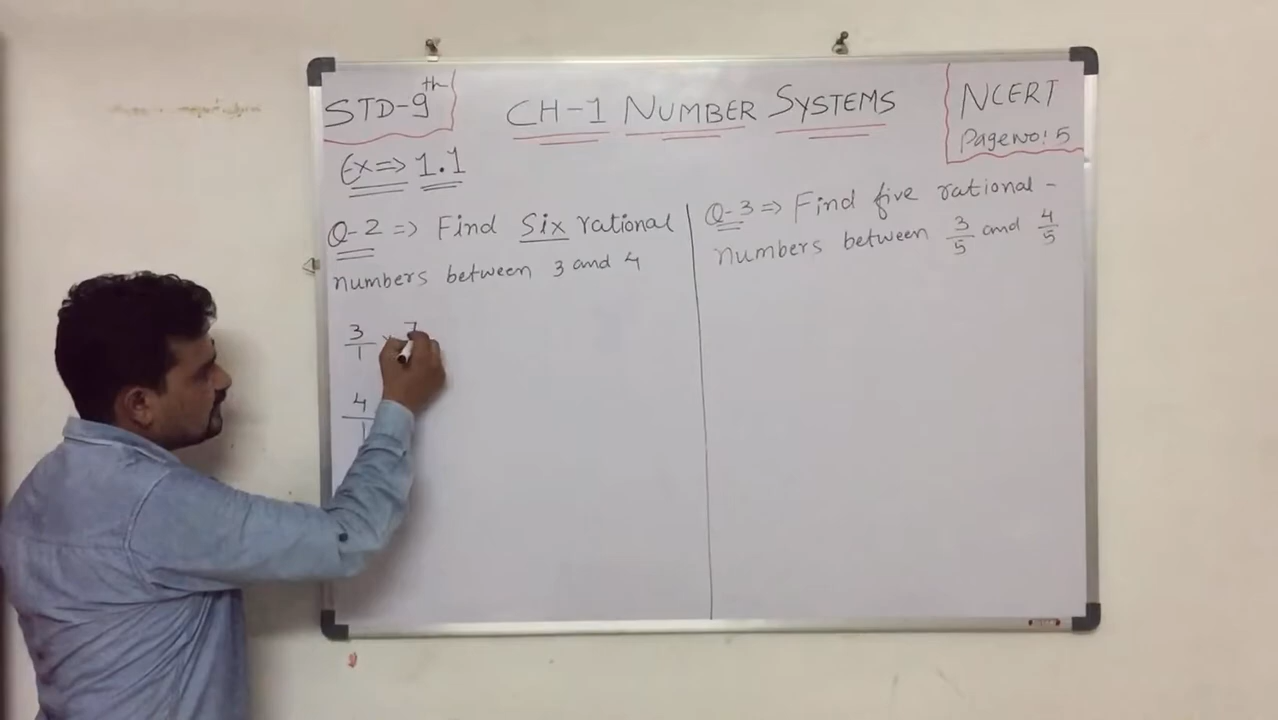 STD-9th
CH-1 NUMBER SYSTEMS
NCERT
Page no! 5
Ex=> 1.1
Q-2 => Find Six rational
numbers between 3 and 4
3/1 × 7
4/1
Q-3 => Find five rational -
numbers between 3/5 and 4/5